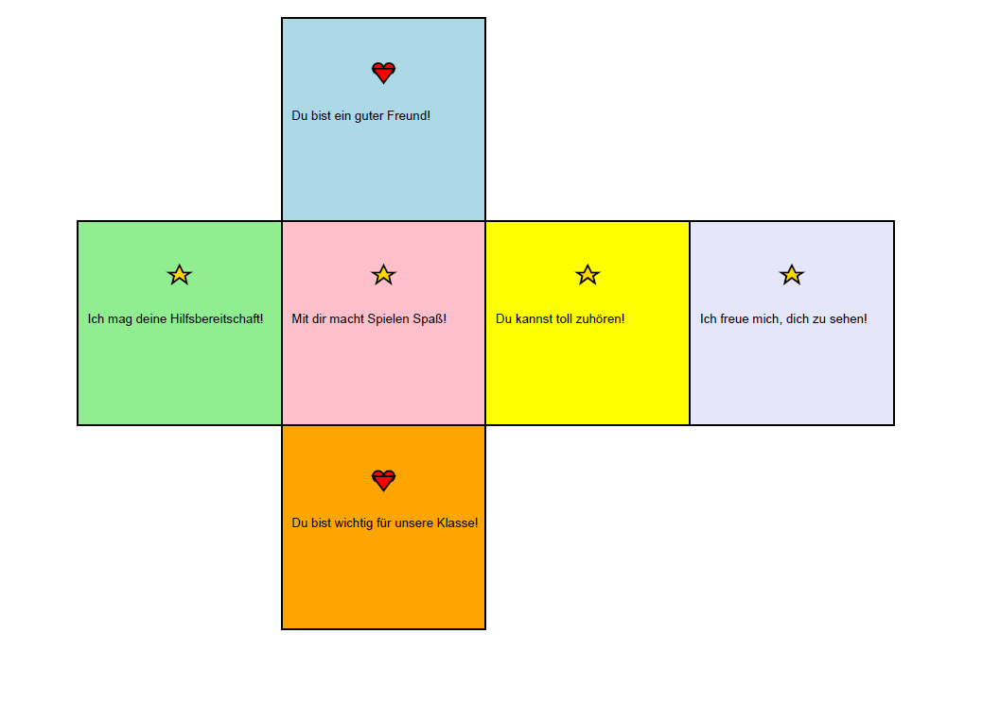 Du bist ein guter Freund!
Ich mag deine Hilfsbereitschaft!
Mit dir macht Spielen Spaß!
Du kannst toll zuhören!
Ich freue mich, dich zu sehen!
Du bist wichtig für unsere Klasse!